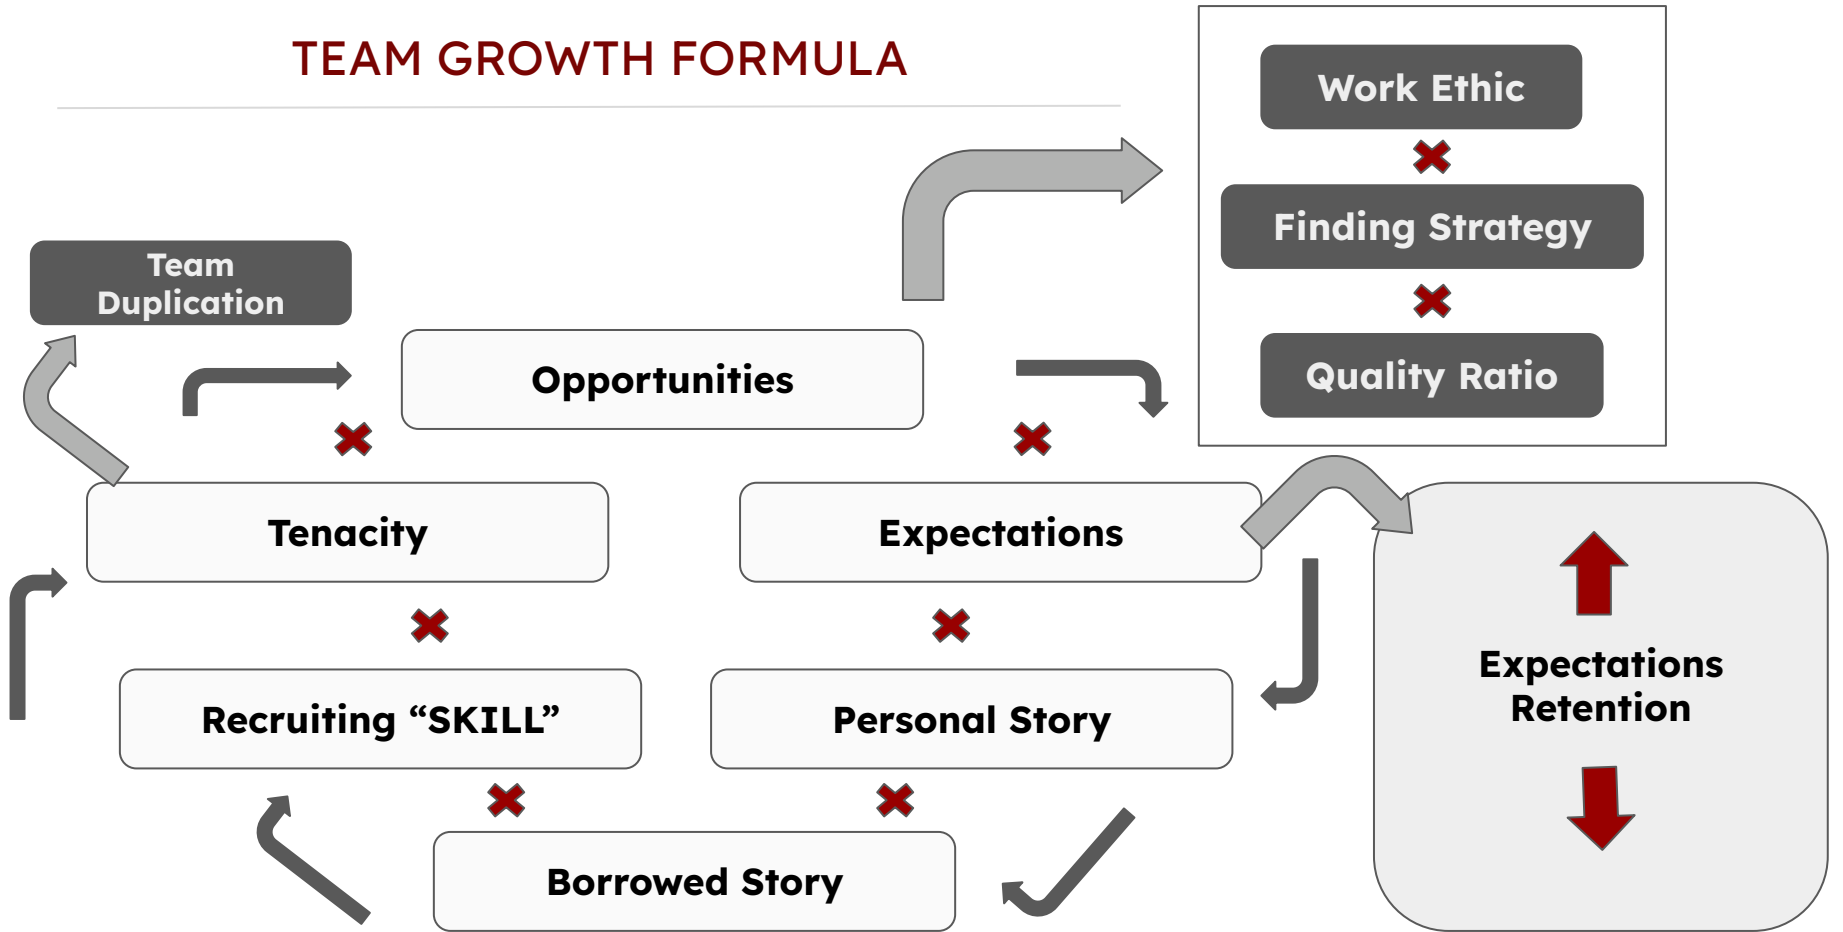 TEAM GROWTH FORMULA
Work Ethic
Finding Strategy
Quality Ratio
Team
Duplication
Opportunities
Tenacity
Expectations
Recruiting “SKILL”
Personal Story
Borrowed Story
Expectations
Retention